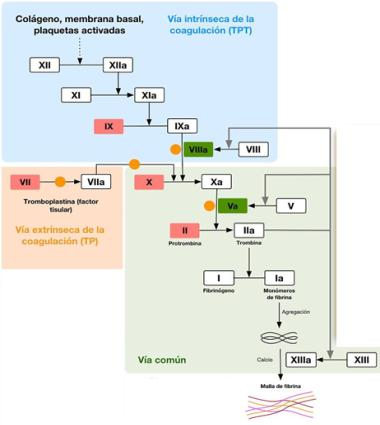 Colágeno, membrana basal,
plaquetas activadas
Vía intrínseca de la
coagulación (TPT)
XII
XIIa
XI
XIa
IX
IXa
VIIIa
VIII
VII
VIIa
X
Xa
Tromboplastina (factor
tisular)
Va
V
Vía extrínseca de la
coagulación (TP)
II
IIa
Protrombina
Trombina
I
Ia
Fibrinógeno
Monómeros
de fibrina
Agregación
Vía común
Calcio
XIIIa
XIII
Malla de fibrina